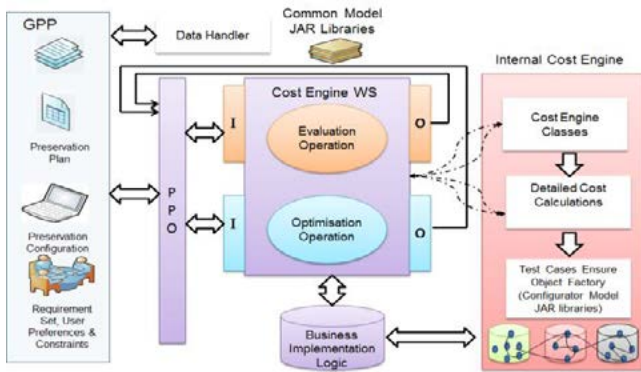 GPP
Data Handler
Common Model
JAR Libraries
Preservation
Plan
Preservation
Configuration
Requirement
Set, User
Preferences &
Constraints
P
P
O
I
I
Cost Engine WS
Evaluation
Operation
Optimisation
Operation
O
O
Business
Implementation
Logic
Internal Cost Engine
Cost Engine
Classes
Detailed Cost
Calculations
Test Cases Ensure
Object Factory
(Configurator Model
JAR libraries)